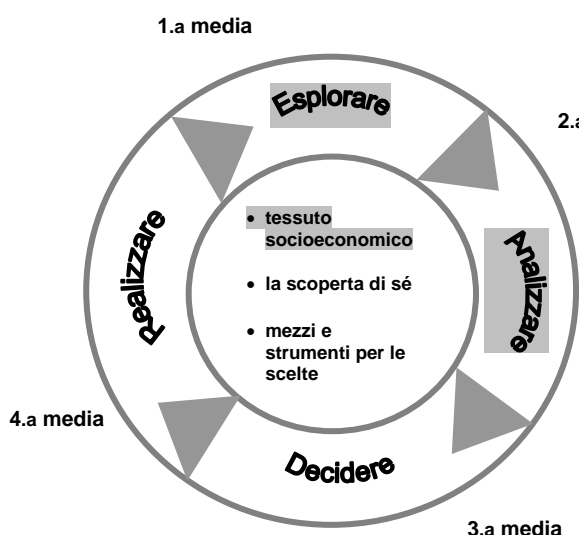 1.a media
Esplorare
2.a
• tessuto
socioeconomico
Analizzare
Realizzare
• la scoperta di sé
• mezzi e
strumenti per le
scelte
4.a media
Decidere
3.a media